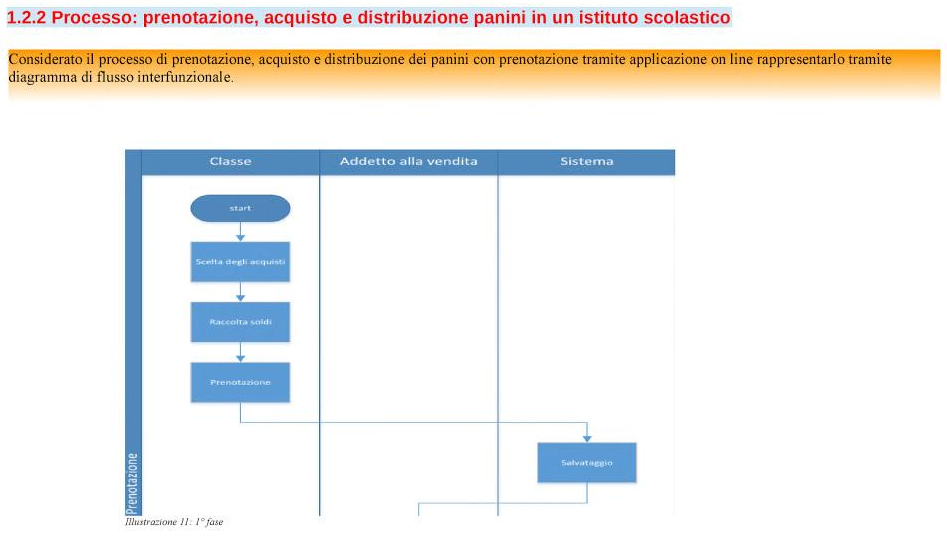 1.2.2 Processo: prenotazione, acquisto e distribuzione panini in un istituto scolastico
Considerato il processo di prenotazione, acquisto e distribuzione dei panini con prenotazione tramite applicazione on line rappresentarlo tramite
diagramma di flusso interfunzionale.
Classe
Addetto alla vendita
Sistema
start
Scelta degli acquisti
Raccolta soldi
Prenotazione
Salvataggio
Prenotazione
Illustrazione 11: 1° fase